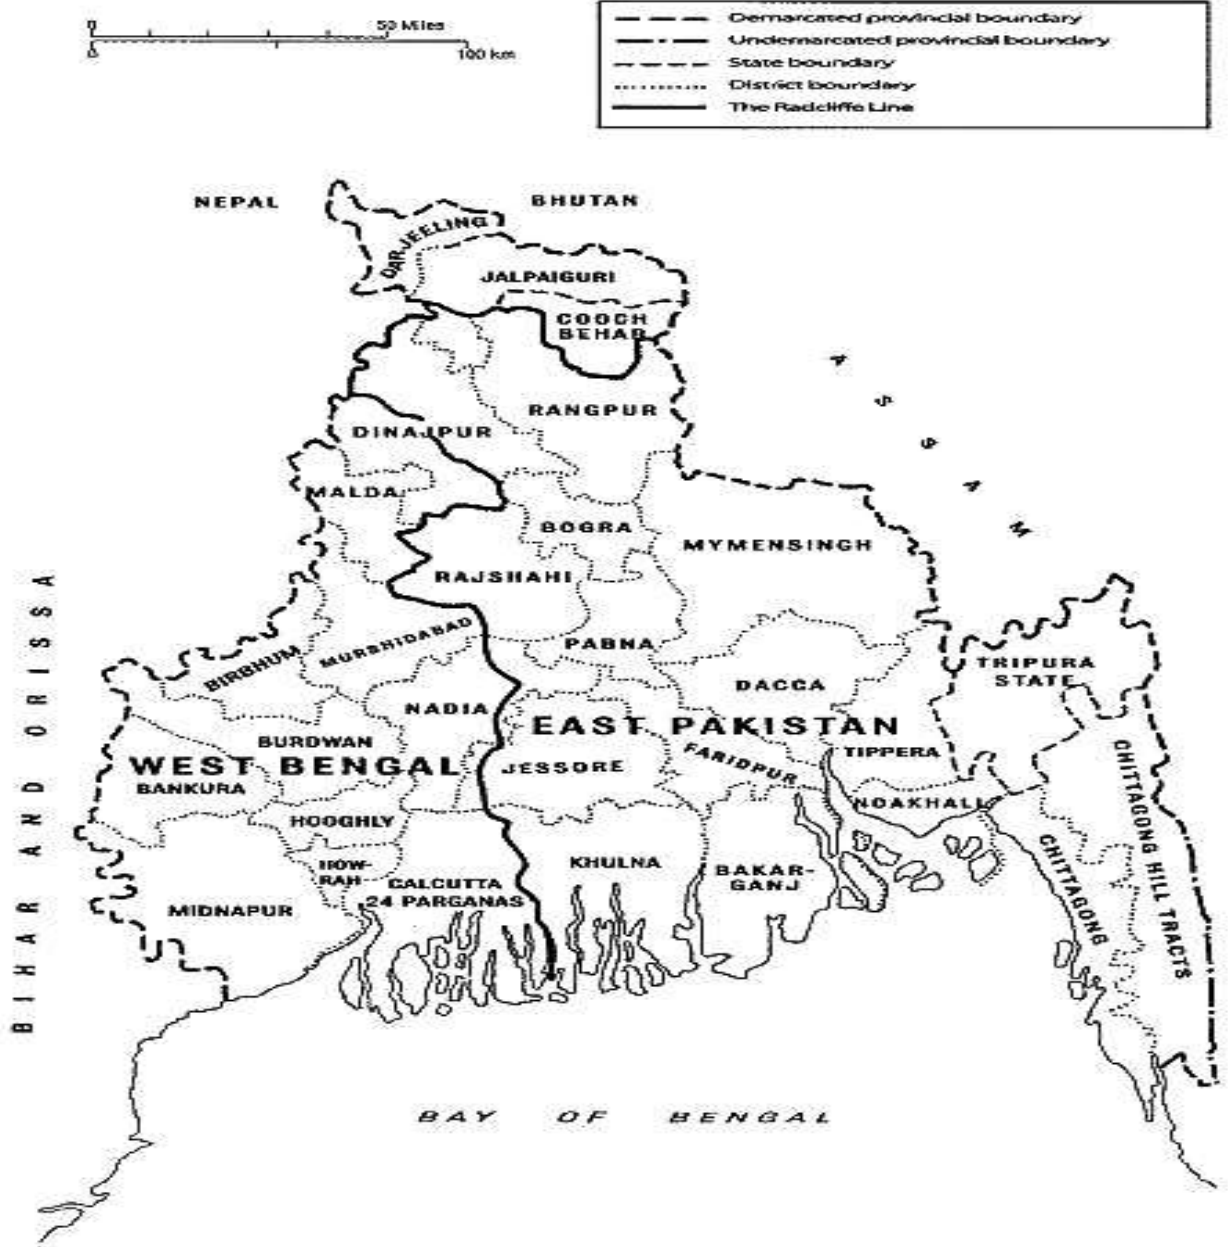 0 50 Miles
0 100 km
Demarcated provincial boundary
Undemarcated provincial boundary
State boundary
District boundary
The Radcliffe Line
NEPAL
BHUTAN
DARJEELING
JALPAIGURI
COOCH
BEHAR
ASSAM
RANGPUR
DINAJPUR
MALDA
BOGRA
MYMENSINGH
RAJSHAHI
BIHAR AND ORISSA
BIRBHUM
MURSHIDABAD
PABNA
TRIPURA
STATE
DACCA
NADIA
EAST PAKISTAN
BURDWAN
WEST BENGAL
BANKURA
JESSORE
FARIDPUR
TIPPERA
NOAKHALI
CHITTAGONG HILL TRACTS
HOOGHLY
HOW-
RAH
KHULNA
BAKAR-
GANJ
CHITTAGONG
CALCUTTA
24 PARGANAS
MIDNAPUR
BAY OF BENGAL